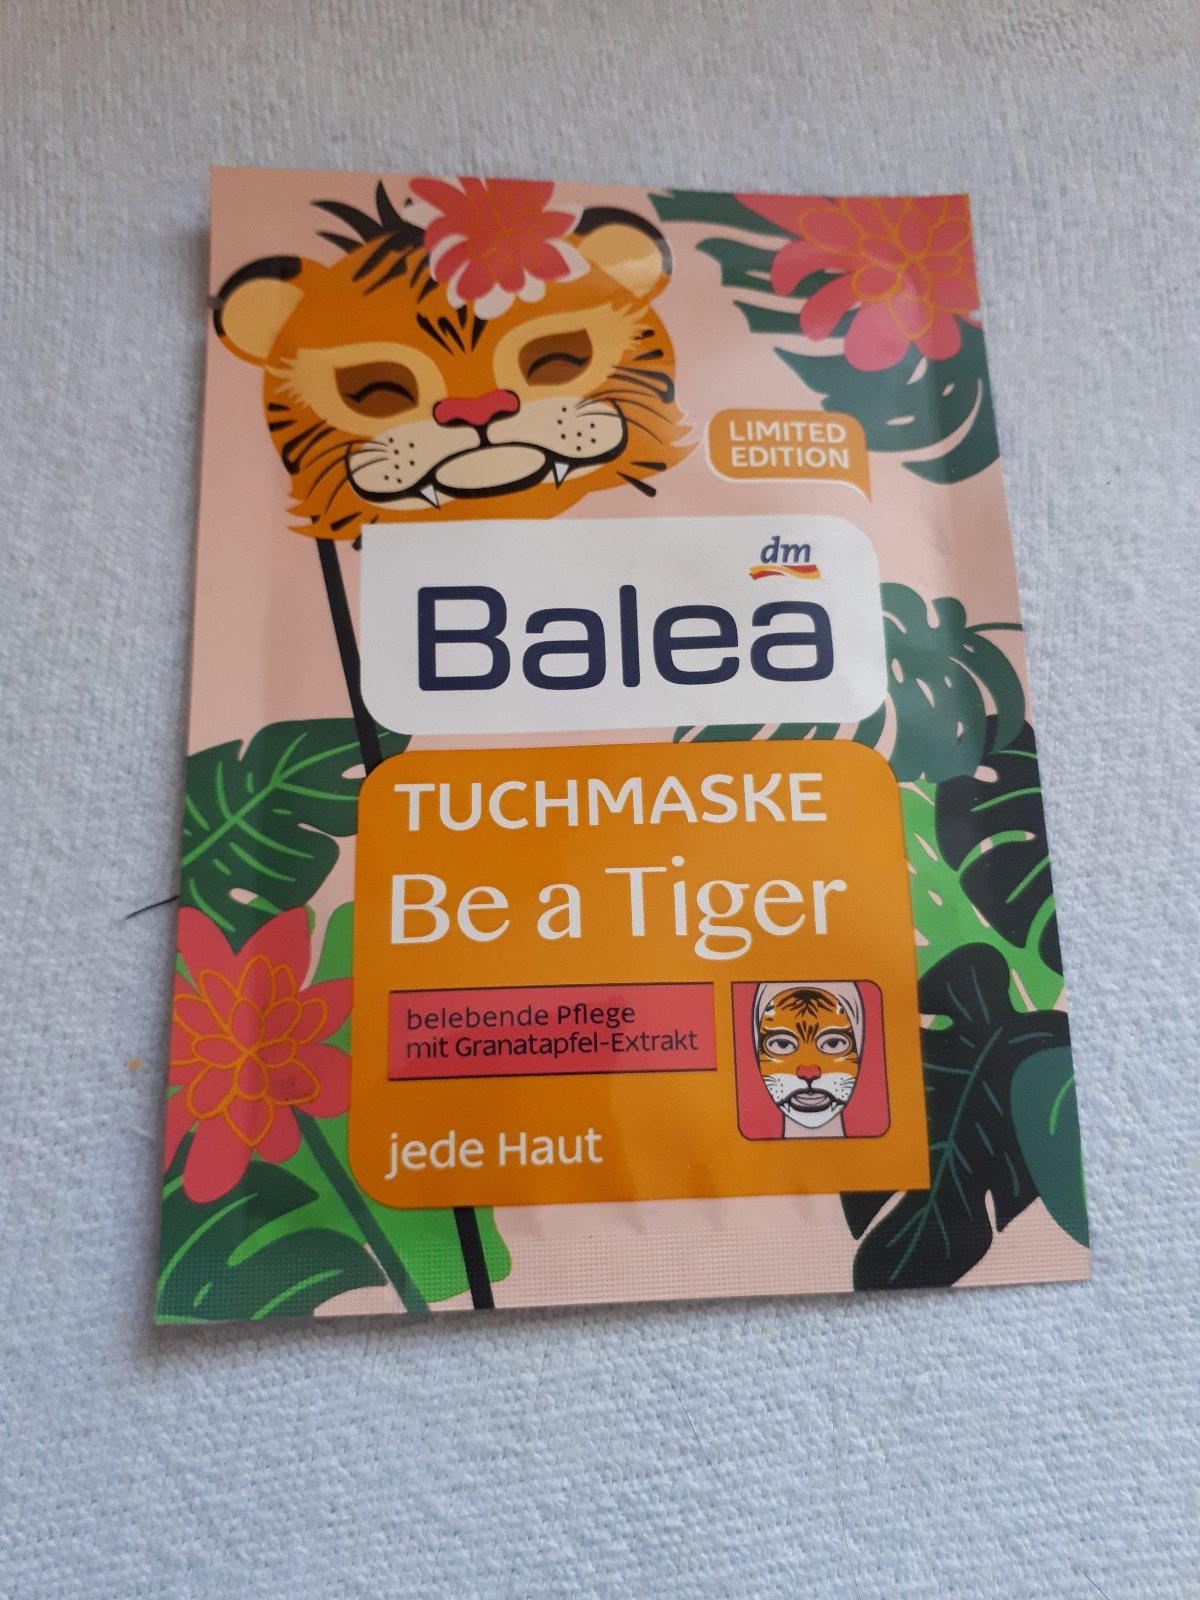 LIMITED
EDITION
dm
Balea
TUCHMASKE
Be a Tiger
belebende Pflege
mit Granatapfel-Extrakt
jede Haut